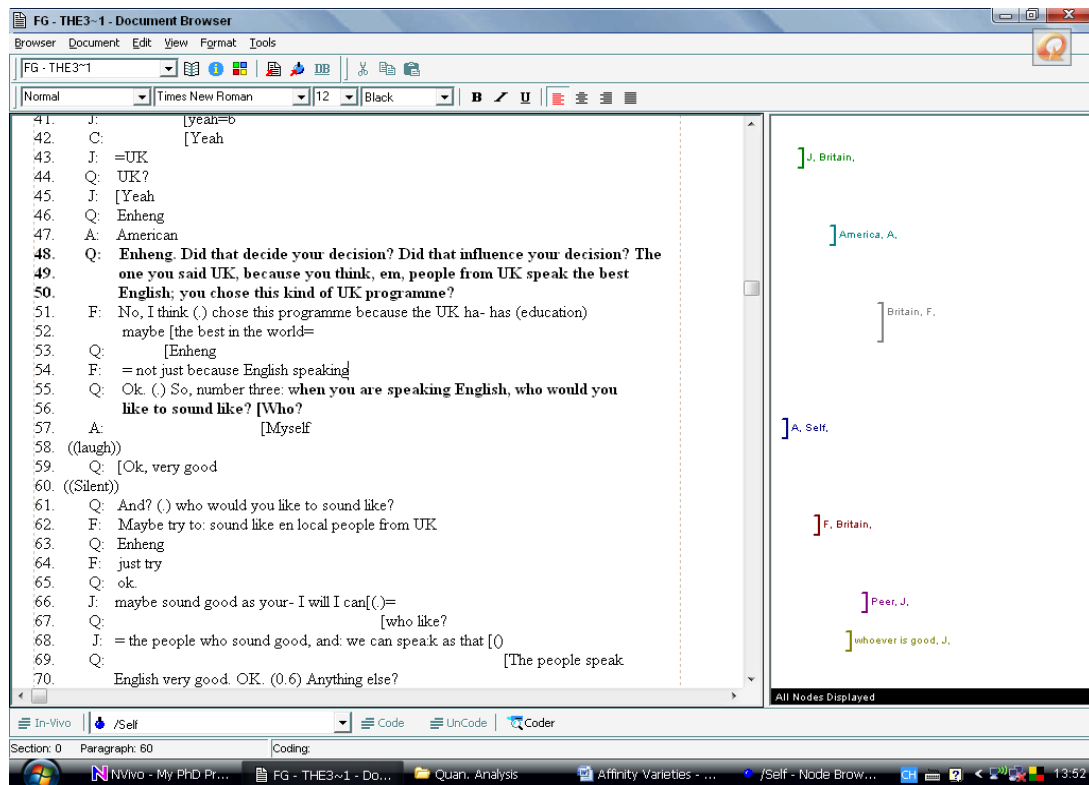 FG - THE3~1 - Document Browser
Browser Document Edit View Format Tools
FG - THE3~1 DB
Normal Times New Roman 12 Black B I U
41. J: [yeah=6
42. C: [Yeah
43. J: =UK
44. Q: UK?
45. J: [Yeah
46. Q: Enheng
47. A: American
48. Q: Enheng. Did that decide your decision? Did that influence your decision? The
49. one you said UK, because you think, em, people from UK speak the best
50. English; you chose this kind of UK programme?
51. F: No, I think (.) chose this programme because the UK ha- has (education)
52. maybe [the best in the world=
53. Q: [Enheng
54. F: = not just because English speaking
55. Q: Ok. (.) So, number three: when you are speaking English, who would you
56. like to sound like? [Who?
57. A: [Myself
58. ((laugh))
59. Q: [Ok, very good
60. ((Silent))
61. Q: And? (.) who would you like to sound like?
62. F: Maybe try to: sound like en local people from UK
63. Q: Enheng
64. F: just try
65. Q: ok.
66. J: maybe sound good as your- I will I can[(.)=
67. Q: [who like?
68. J: = the people who sound good, and: we can spea:k as that [()
69. Q: [The people speak
70. English very good. OK. (0.6) Anything else?
J, Britain,
America, A,
Britain, F,
A, Self,
F, Britain,
Peer, J,
whoever is good, J,
All Nodes Displayed
In-Vivo /Self Code UnCode Coder
Section: 0 Paragraph: 60 Coding:
NVivo - My PhD Pr... FG - THE3~1 - Do... Quan. Analysis Affinity Varieties - ... /Self - Node Brow... CH 13:52